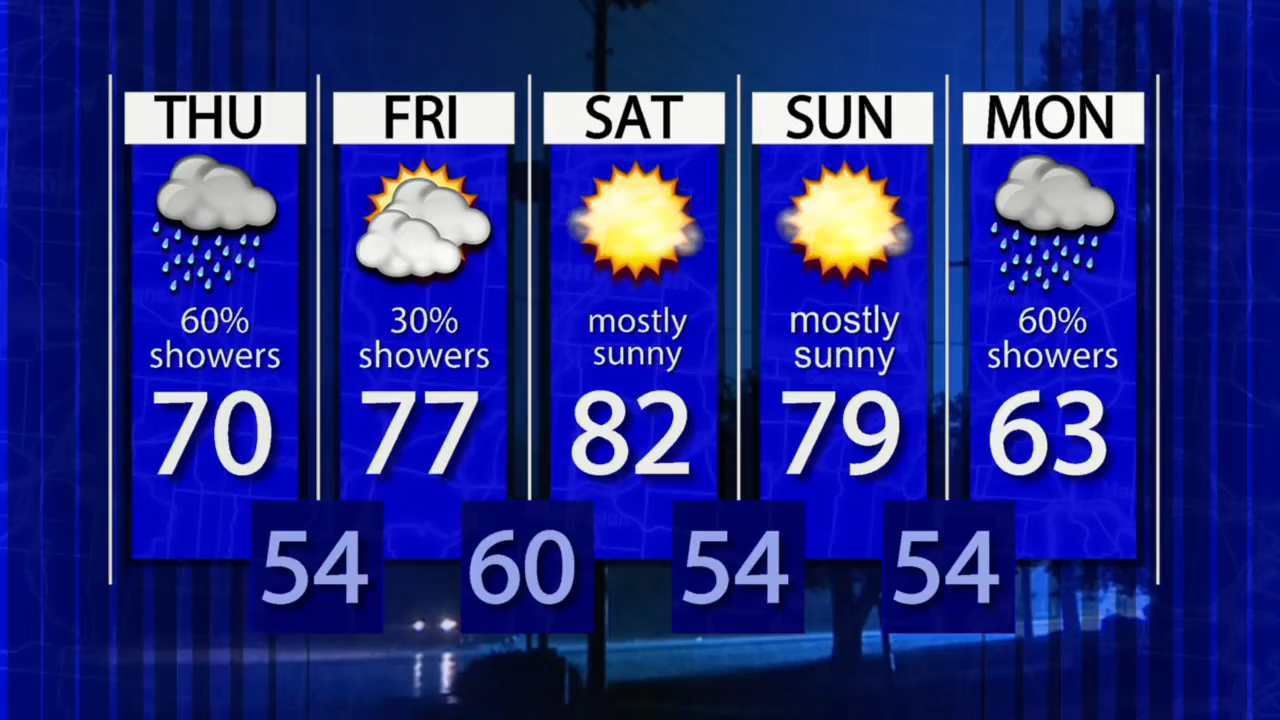 THU
60%
showers
70
FRI
30%
showers
77
SAT
mostly
sunny
82
SUN
mostly
sunny
79
MON
60%
showers
63
54
60
54
54